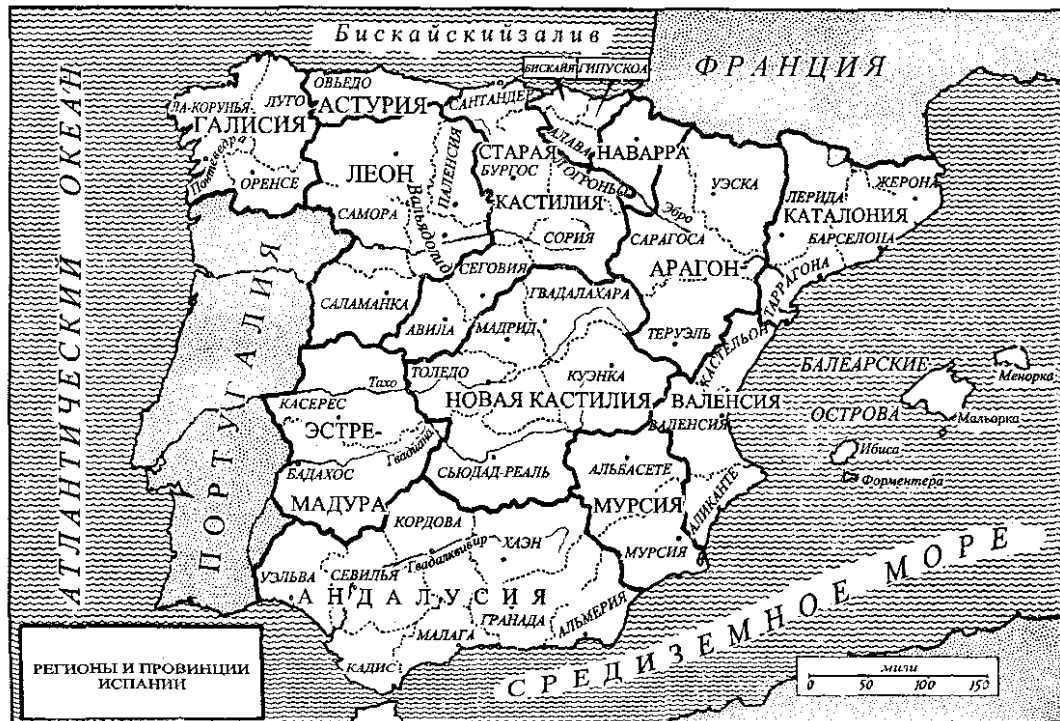 Бискайскийзалив
БИСКАЙЯ
ГИПУСКОА
ФРАНЦИЯ
АТЛАНТИЧЕСКИЙ ОКЕАН
ОВЬЕДО
АСТУРИЯ
САНТАНДЕР
ЛА-КОРУНЬЯ
ЛУГО
ГАЛИСИЯ
Понтеведра
ОРЕНСЕ
ЛЕОН
ПАЛЕНСИЯ
СТАРАЯ
БУРГОС
КАСТИЛИЯ
АЛАВА
НАВАРРА
ЛОГРОНЬО
УЭСКА
ЛЕРИДА
ЖЕРОНА
КАТАЛОНИЯ
БАРСЕЛОНА
ТАРРАГОНА
САМОРА
Вальядолид
СОРИЯ
Эбро
САРАГОСА
АРАГОН
СЕГОВИЯ
САЛАМАНКА
АВИЛА
МАДРИД
ГВАДАЛАХАРА
ТЕРУЭЛЬ
КАСТЕЛЬОН
ПОРТУГАЛИЯ
Тахо
ТОЛЕДО
КУЭНКА
НОВАЯ КАСТИЛИЯ
ВАЛЕНСИЯ
ВАЛЕНСИЯ
БАЛЕАРСКИЕ
ОСТРОВА
Менорка
Мальорка
Ибиса
Форментера
КАСЕРЕС
ЭСТРЕ-
Гвадиана
БАДАХОС
МАДУРА
СЬЮДАД-РЕАЛЬ
АЛЬБАСЕТЕ
МУРСИЯ
АЛИКАНТЕ
МУРСИЯ
КОРДОВА
Гвадалквивир
ХАЭН
УЭЛЬВА
СЕВИЛЬЯ
АНДАЛУСИЯ
МАЛАГА
ГРАНАДА
АЛЬМЕРИЯ
КАДИС
СРЕДИЗЕМНОЕ МОРЕ
РЕГИОНЫ И ПРОВИНЦИИ
ИСПАНИИ
мили
0 50 100 150